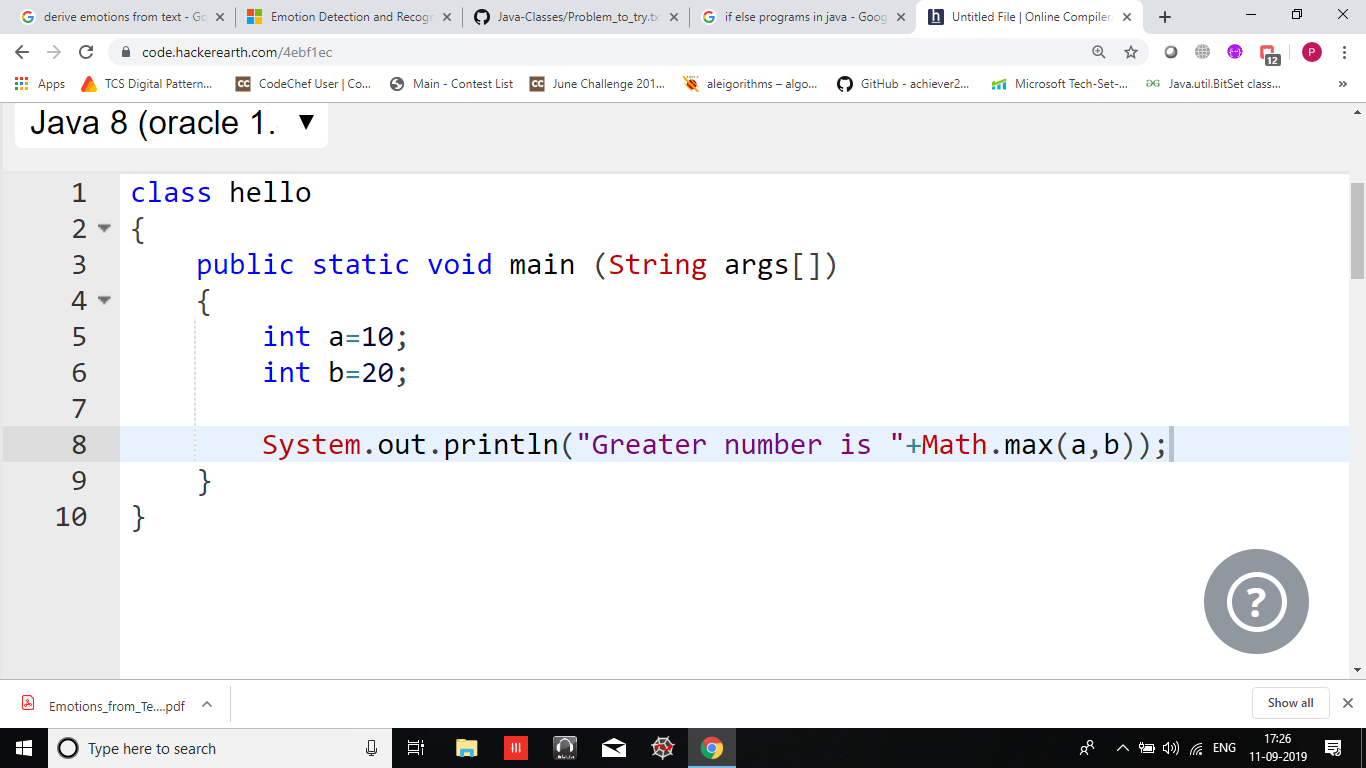 derive emotions from text - Go
Emotion Detection and Recogn
Java-Classes/Problem_to_try.tx
if else programs in java - Goog
Untitled File | Online Compiler
code.hackerearth.com/4ebf1ec
12
P
Apps
TCS Digital Pattern...
CodeChef User | Co...
Main - Contest List
June Challenge 201...
aleigorithms – algo...
GitHub - achiever2...
Microsoft Tech-Set-...
Java.util.BitSet class...
»
Java 8 (oracle 1.
1 class hello
2 {
3     public static void main (String args[])
4     {
5         int a=10;
6         int b=20;
7
8         System.out.println("Greater number is "+Math.max(a,b));
9     }
10 }
?
Emotions_from_Te....pdf
Show all
Type here to search
ENG
17:26
11-09-2019